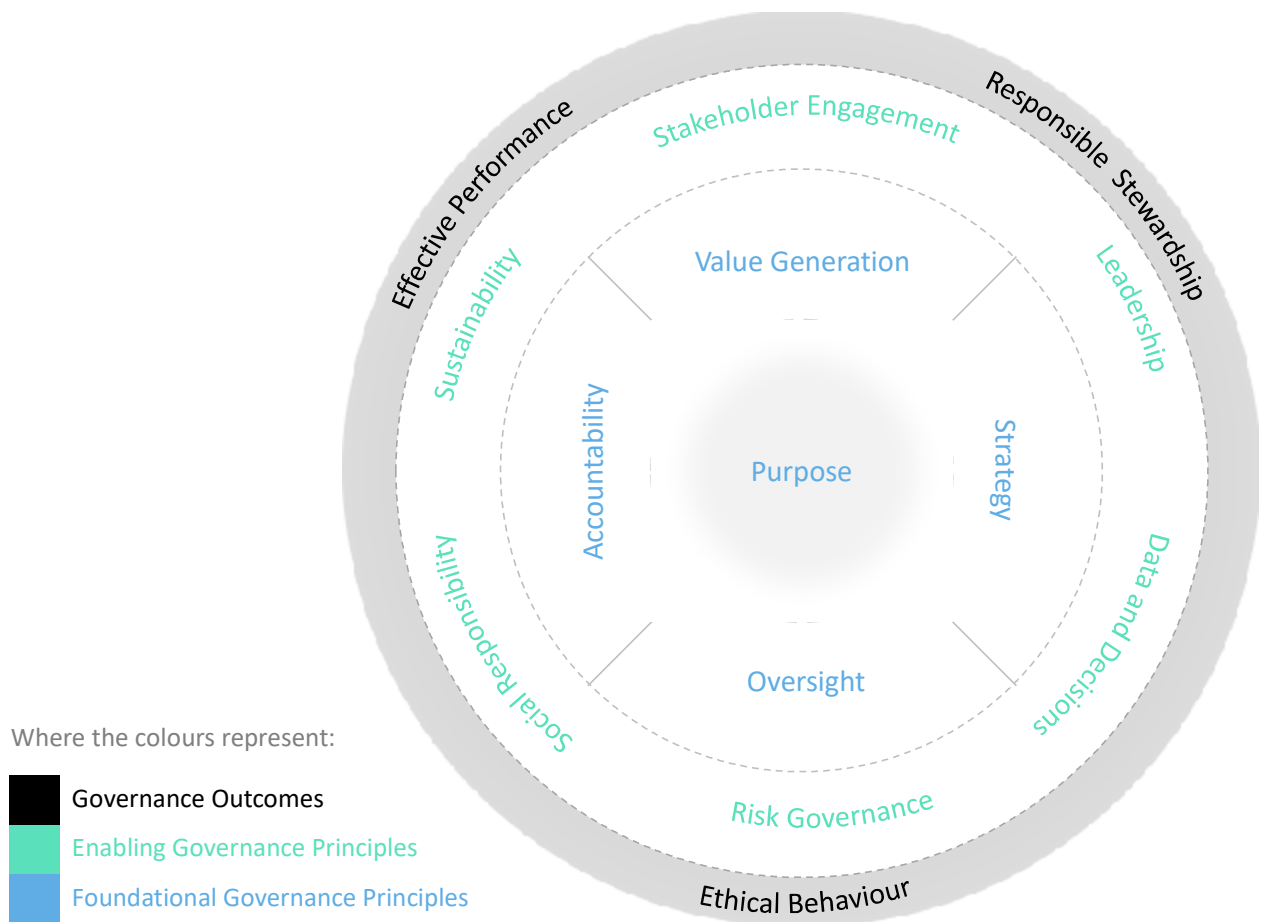 Effective Performance
Responsible Stewardship
Stakeholder Engagement
Sustainability
Leadership
Value Generation
Accountability
Purpose
Strategy
Social Responsibility
Data and Decisions
Oversight
Risk Governance
Ethical Behaviour
Where the colours represent:
Governance Outcomes
Enabling Governance Principles
Foundational Governance Principles